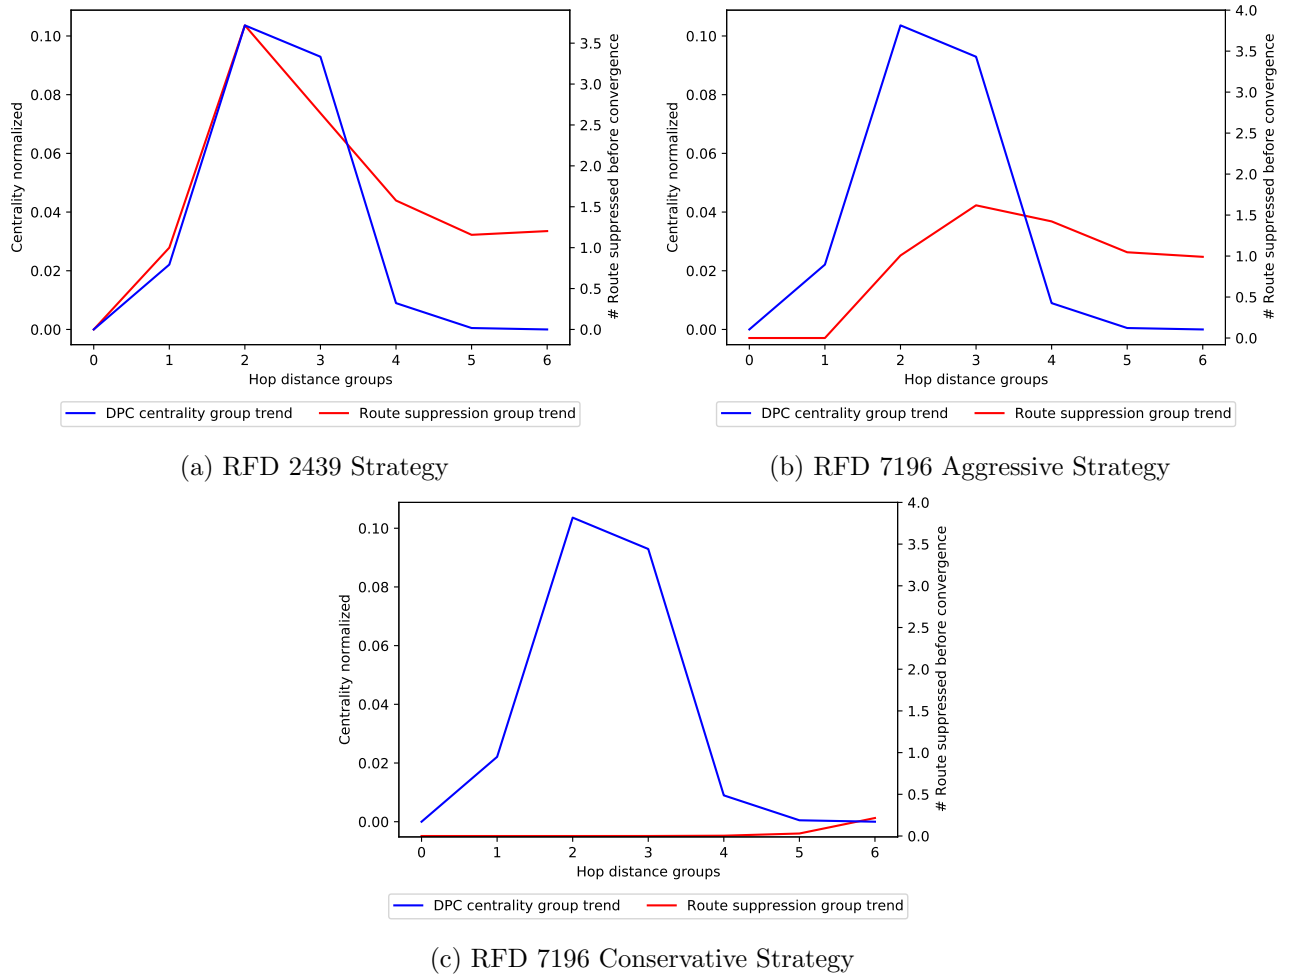 0.10
0.08
0.06
0.04
0.02
0.00
Centrality normalized
3.5
3.0
2.5
2.0
1.5
1.0
0.5
0.0
# Route suppressed before convergence
0 1 2 3 4 5 6
Hop distance groups
DPC centrality group trend Route suppression group trend
(a) RFD 2439 Strategy
0.10
0.08
0.06
0.04
0.02
0.00
Centrality normalized
4.0
3.5
3.0
2.5
2.0
1.5
1.0
0.5
0.0
# Route suppressed before convergence
0 1 2 3 4 5 6
Hop distance groups
DPC centrality group trend Route suppression group trend
(b) RFD 7196 Aggressive Strategy
0.10
0.08
0.06
0.04
0.02
0.00
Centrality normalized
4.0
3.5
3.0
2.5
2.0
1.5
1.0
0.5
0.0
# Route suppressed before convergence
0 1 2 3 4 5 6
Hop distance groups
DPC centrality group trend Route suppression group trend
(c) RFD 7196 Conservative Strategy